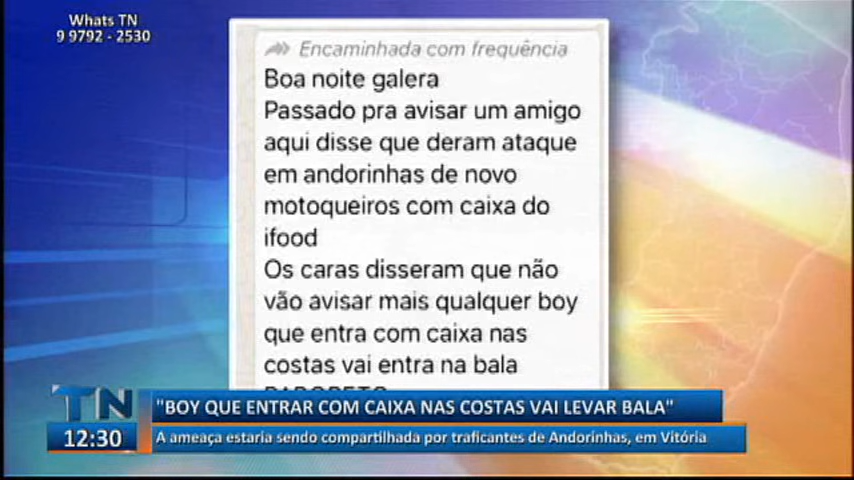 Whats TN
9 9792 - 2530
Encaminhada com frequência
Boa noite galera
Passado pra avisar um amigo
aqui disse que deram ataque
em andorinhas de novo
motoqueiros com caixa do
ifood
Os caras disseram que não
vão avisar mais qualquer boy
que entra com caixa nas
costas vai entra na bala
TN
"BOY QUE ENTRAR COM CAIXA NAS COSTAS VAI LEVAR BALA"
12:30
A ameaça estaria sendo compartilhada por traficantes de Andorinhas, em Vitória